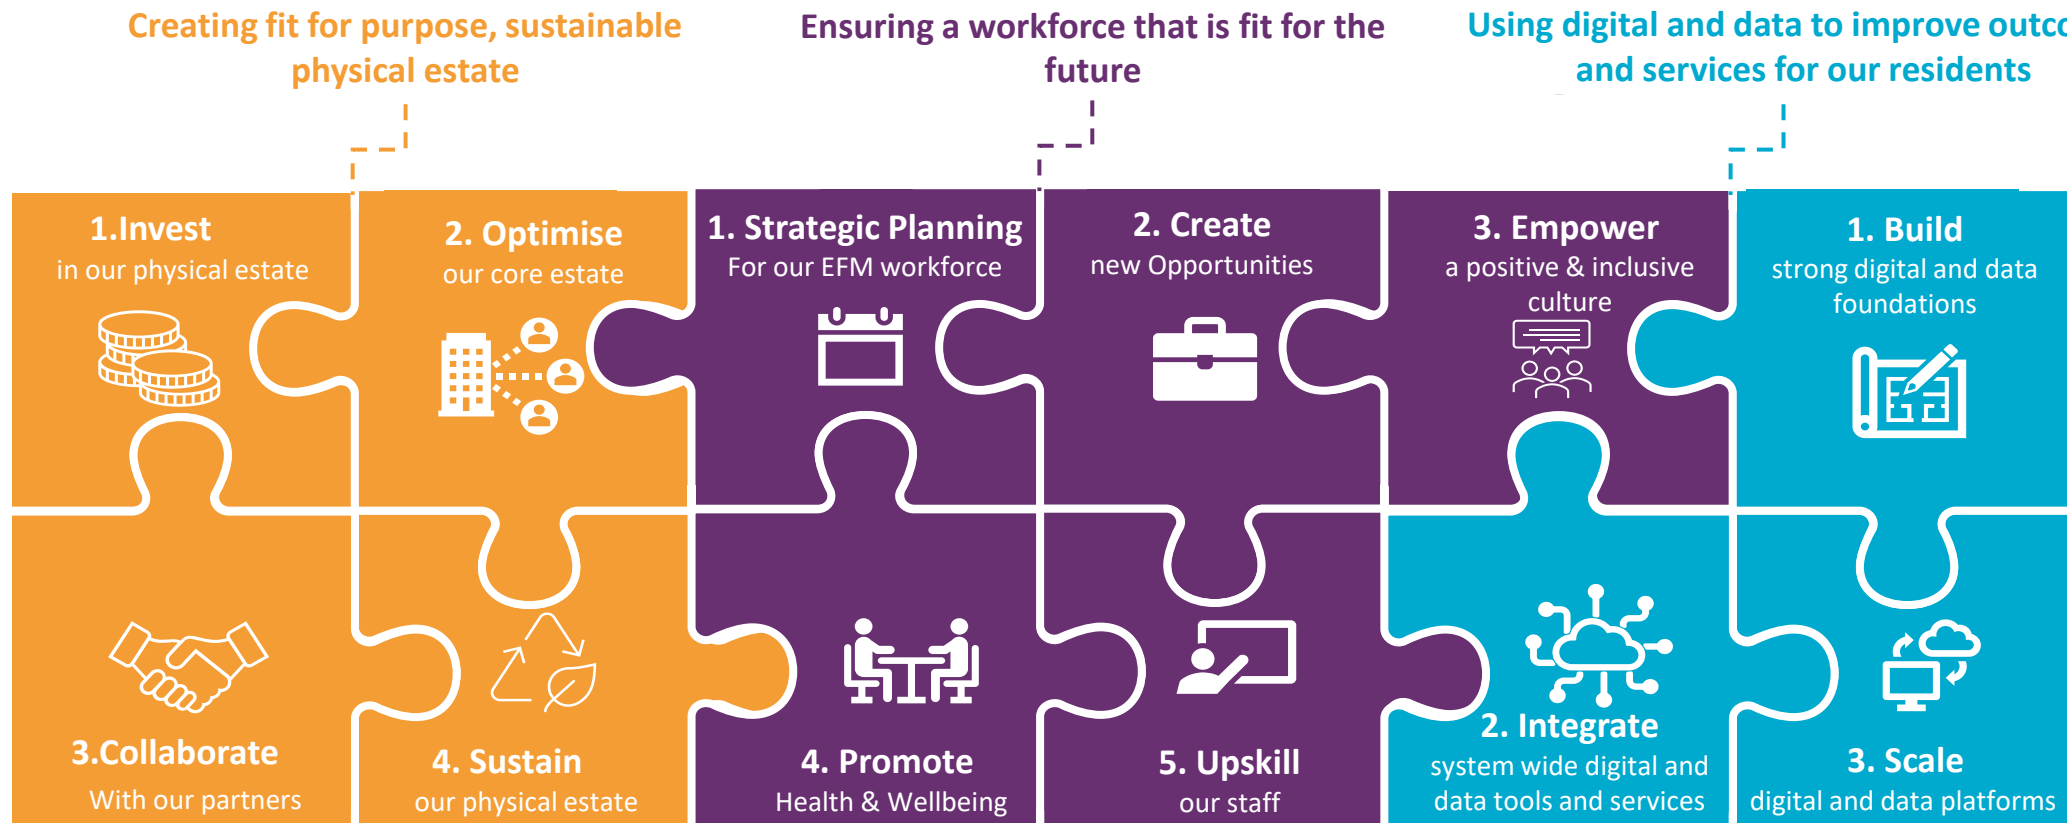 Creating fit for purpose, sustainable
physical estate
Ensuring a workforce that is fit for the
future
Using digital and data to improve
and services for our residents
1.Invest
in our physical estate
2. Optimise
our core estate
1. Strategic Planning
For our EFM workforce
2. Create
new Opportunities
3. Empower
a positive & inclusive
culture
1. Build
strong digital and data
foundations
3.Collaborate
With our partners
4. Sustain
our physical estate
4. Promote
Health & Wellbeing
5. Upskill
our staff
2. Integrate
system wide digital and
data tools and services
3. Scale
digital and data platforms